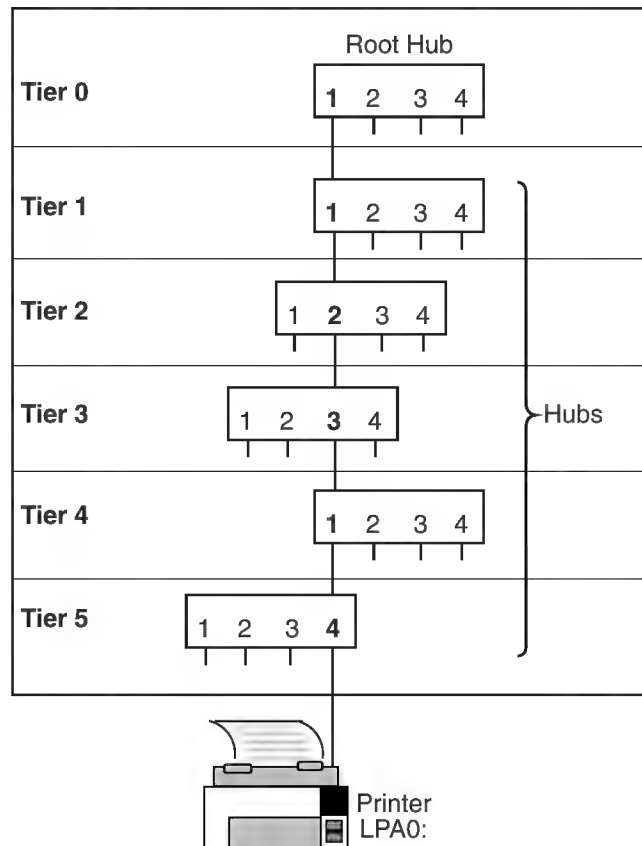 Root Hub
Tier 0
1 2 3 4
Tier 1
1 2 3 4
Tier 2
1 2 3 4
Tier 3
1 2 3 4
Hubs
Tier 4
1 2 3 4
Tier 5
1 2 3 4
Printer
LPA0: